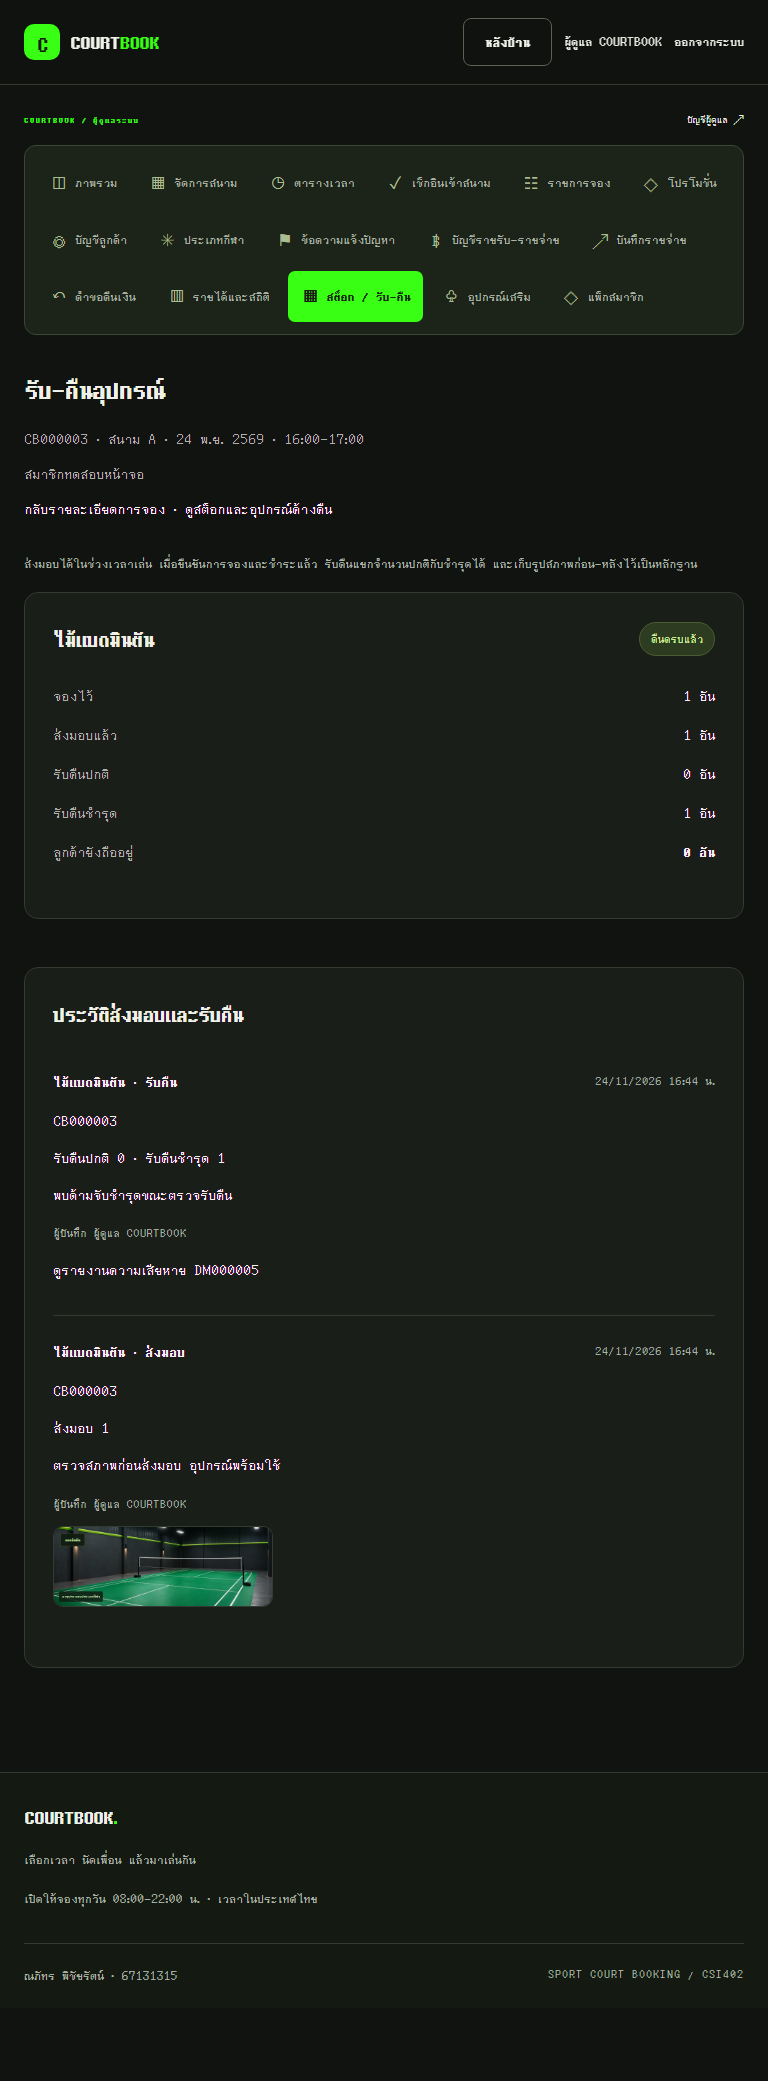 C COURTBOOK
หลังบ้าน
ผู้ดูแล COURTBOOK
ออกจากระบบ
COURTBOOK / ผู้ดูแลระบบ
บัญชีผู้ดูแล ↗
ภาพรวม
จัดการสนาม
ตารางเวลา
เช็กอินเข้าสนาม
รายการจอง
โปรโมชั่น
บัญชีลูกค้า
ประเภทกีฬา
ข้อความแจ้งปัญหา
บัญชีรายรับ-รายจ่าย
บันทึกรายจ่าย
คำขอคืนเงิน
รายได้และสถิติ
สต็อก / รับ-คืน
อุปกรณ์เสริม
แพ็กสมาชิก
รับ-คืนอุปกรณ์
CB000003 · สนาม A · 24 พ.ย. 2569 · 16:00-17:00
สมาชิกทดสอบหน้าจอ
กลับรายละเอียดการจอง · ดูสต็อกและอุปกรณ์ค้างคืน
ส่งมอบได้ในช่วงเวลาเล่น เมื่อยืนยันการจองและชำระแล้ว รับคืนแยกจำนวนปกติกับชำรุดได้ และเก็บรูปสภาพก่อน-หลังไว้เป็นหลักฐาน
ไม้แบดมินตัน
คืนครบแล้ว
จองไว้ 1 อัน
ส่งมอบแล้ว 1 อัน
รับคืนปกติ 0 อัน
รับคืนชำรุด 1 อัน
ลูกค้ายังถืออยู่ 0 อัน
ประวัติส่งมอบและรับคืน
ไม้แบดมินตัน · รับคืน
24/11/2026 16:44 น.
CB000003
รับคืนปกติ 0 · รับคืนชำรุด 1
พบด้ามจับชำรุดขณะตรวจรับคืน
ผู้บันทึก ผู้ดูแล COURTBOOK
ดูรายงานความเสียหาย DM000005
ไม้แบดมินตัน · ส่งมอบ
24/11/2026 16:44 น.
CB000003
ส่งมอบ 1
ตรวจสภาพก่อนส่งมอบ อุปกรณ์พร้อมใช้
ผู้บันทึก ผู้ดูแล COURTBOOK
COURTBOOK.
เลือกเวลา นัดเพื่อน แล้วมาเล่นกัน
เปิดให้จองทุกวัน 08:00-22:00 น. · เวลาในประเทศไทย
ณภัทร พิชัยรัตน์ · 67131315
SPORT COURT BOOKING / CSI402